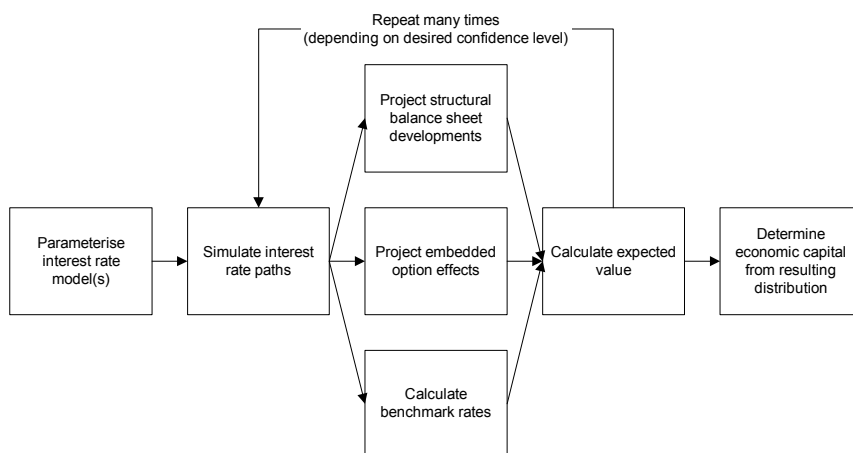 Repeat many times
(depending on desired confidence level)
Project structural
balance sheet
developments
Parameterise
interest rate
model(s)
Simulate interest
rate paths
Project embedded
option effects
Calculate expected
value
Determine
economic capital
from resulting
distribution
Calculate
benchmark rates